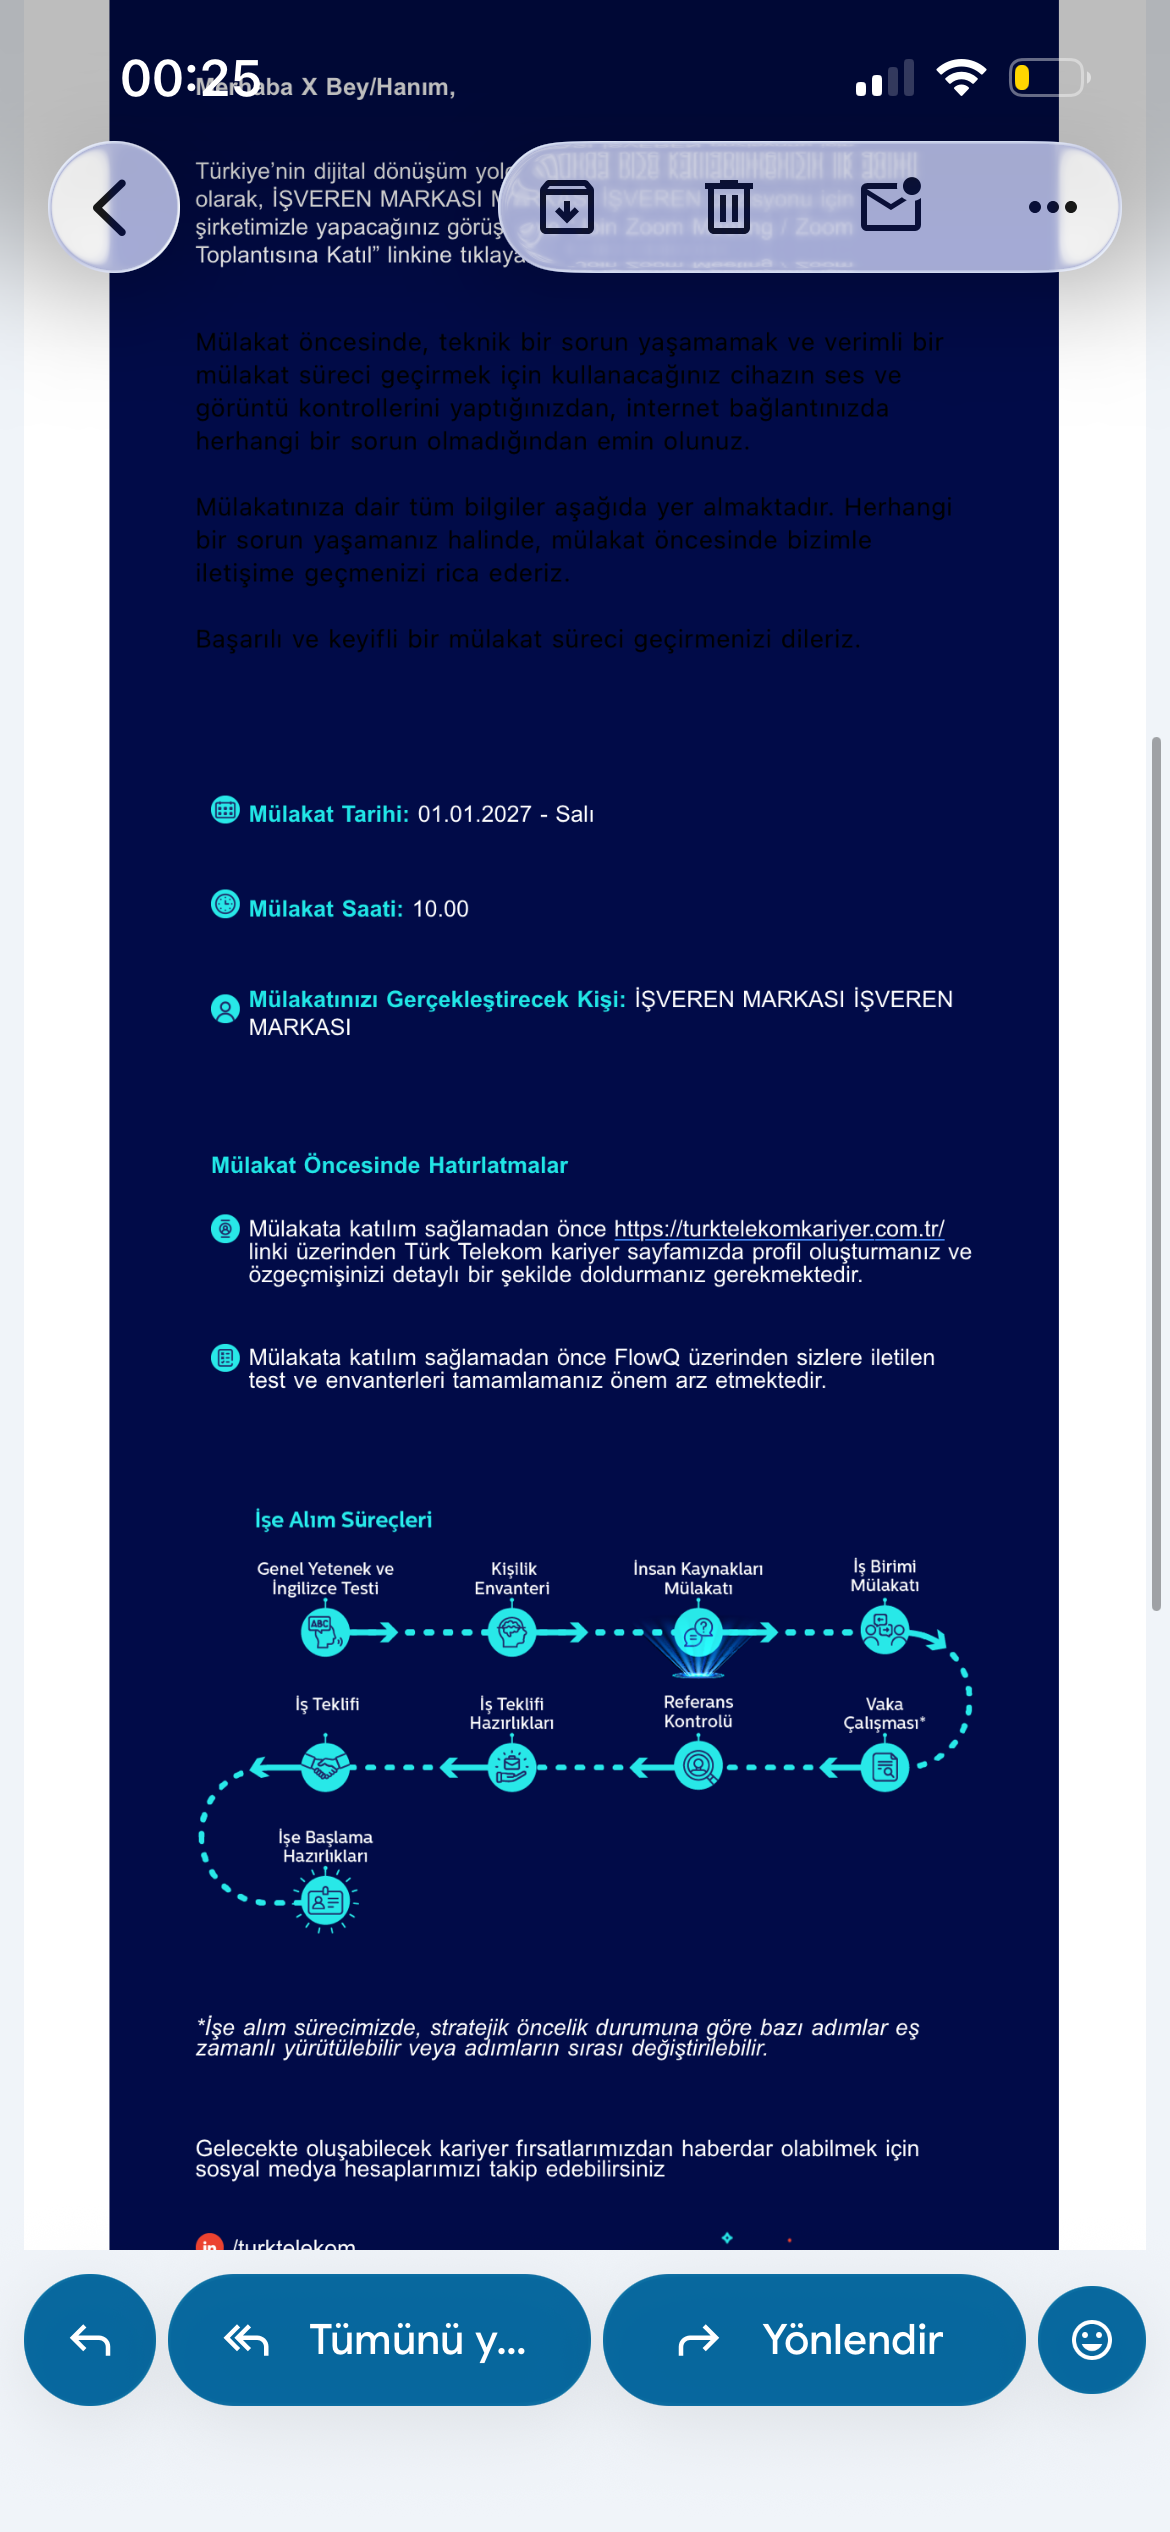 00:25
Merhaba X Bey/Hanım,
Türkiye'nin dijital dönüşüm
olarak, İŞVEREN MARKASI İŞVEREN için
şirketimizle yapacağınız Zoom / Zoom
Toplantısına Katıl” linkine
Mülakat öncesinde, teknik bir sorun yaşamamak ve verimli bir
mülakat süreci geçirmek için kullanacağınız cihazın ses ve
görüntü kontrollerini yaptığınızdan, internet bağlantınızda
herhangi bir sorun olmadığından emin olunuz.
Mülakatınıza dair tüm bilgiler aşağıda yer almaktadır. Herhangi
bir sorun yaşamanız halinde, mülakat öncesinde bizimle
iletişime geçmenizi rica ederiz.
Başarılı ve keyifli bir mülakat süreci geçirmenizi dileriz.
Mülakat Tarihi: 01.01.2027 - Salı
Mülakat Saati: 10.00
Mülakatınızı Gerçekleştirecek Kişi: İŞVEREN MARKASI İŞVEREN
MARKASI
Mülakat Öncesinde Hatırlatmalar
Mülakata katılım sağlamadan önce https://turktelekomkariyer.com.tr/
linki üzerinden Türk Telekom kariyer sayfamızda profil oluşturmanız ve
özgeçmişinizi detaylı bir şekilde doldurmanız gerekmektedir.
Mülakata katılım sağlamadan önce FlowQ üzerinden sizlere iletilen
test ve envanterleri tamamlamanız önem arz etmektedir.
İşe Alım Süreçleri
Genel Yetenek ve
İngilizce Testi
Kişilik
Envanteri
İnsan Kaynakları
Mülakatı
İş Birimi
Mülakatı
ABC
İş Teklifi
İş Teklifi
Hazırlıkları
Referans
Kontrolü
Vaka
Çalışması*
İşe Başlama
Hazırlıkları
*İşe alım sürecimizde, stratejik öncelik durumuna göre bazı adımlar eş
zamanlı yürütülebilir veya adımların sırası değiştirilebilir.
Gelecekte oluşabilecek kariyer fırsatlarımızdan haberdar olabilmek için
sosyal medya hesaplarımızı takip edebilirsiniz
in /turktelekom
Tümünü y...
Yönlendir